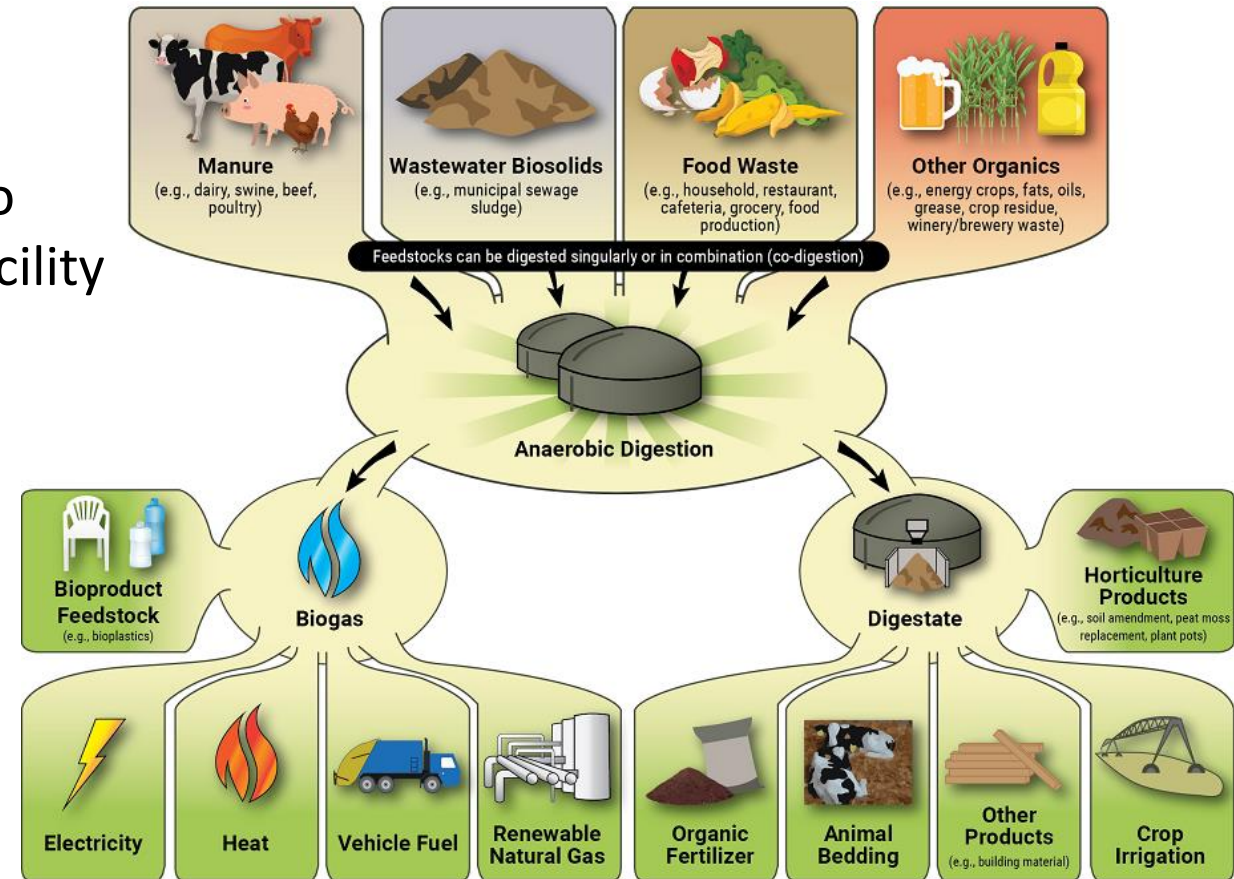 Manure
(e.g., dairy, swine, beef,
poultry)
Wastewater Biosolids
(e.g., municipal sewage
sludge)
Food Waste
(e.g., household, restaurant,
cafeteria, grocery, food
production)
Other Organics
(e.g., energy crops, fats, oils,
grease, crop residue,
winery/brewery waste)
o
cility
Feedstocks can be digested singularly or in combination (co-digestion)
Anaerobic Digestion
Bioproduct
Feedstock
(e.g., bioplastics)
Biogas
Digestate
Horticulture
Products
(e.g., soil amendment, peat moss
replacement, plant pots)
Electricity
Heat
Vehicle Fuel
Renewable
Natural Gas
Organic
Fertilizer
Animal
Bedding
Other
Products
(e.g., building material)
Crop
Irrigation